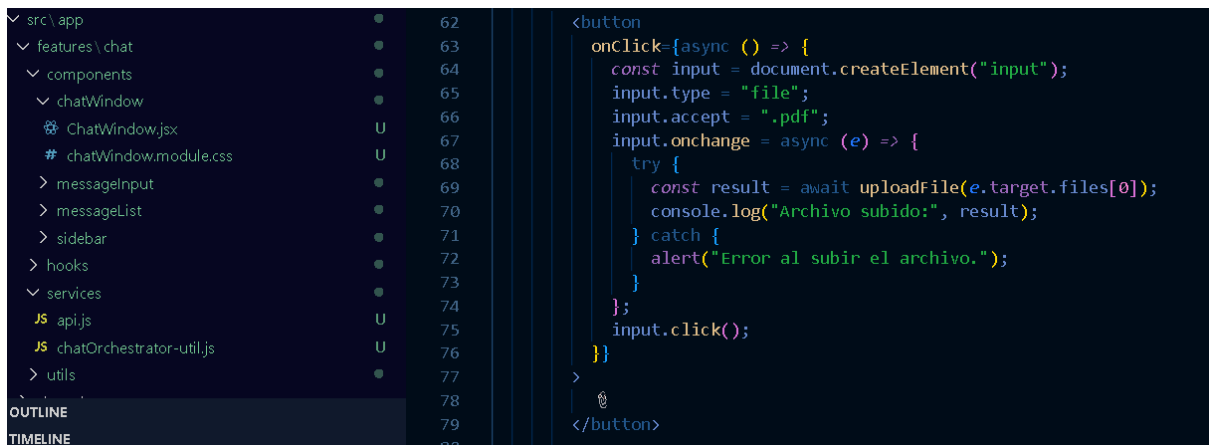 src\app
features\chat
components
chatWindow
ChatWindow.jsx U
# chatWindow.module.css U
messageInput
messageList
sidebar
hooks
services
JS api.js U
JS chatOrchestrator-util.js U
utils
OUTLINE
TIMELINE
62 <button
63 onClick={async () => {
64 const input = document.createElement("input");
65 input.type = "file";
66 input.accept = ".pdf";
67 input.onchange = async (e) => {
68 try {
69 const result = await uploadFile(e.target.files[0]);
70 console.log("Archivo subido:", result);
71 } catch {
72 alert("Error al subir el archivo.");
73 }
74 };
75 input.click();
76 }}
77 >
78 📎
79 </button>